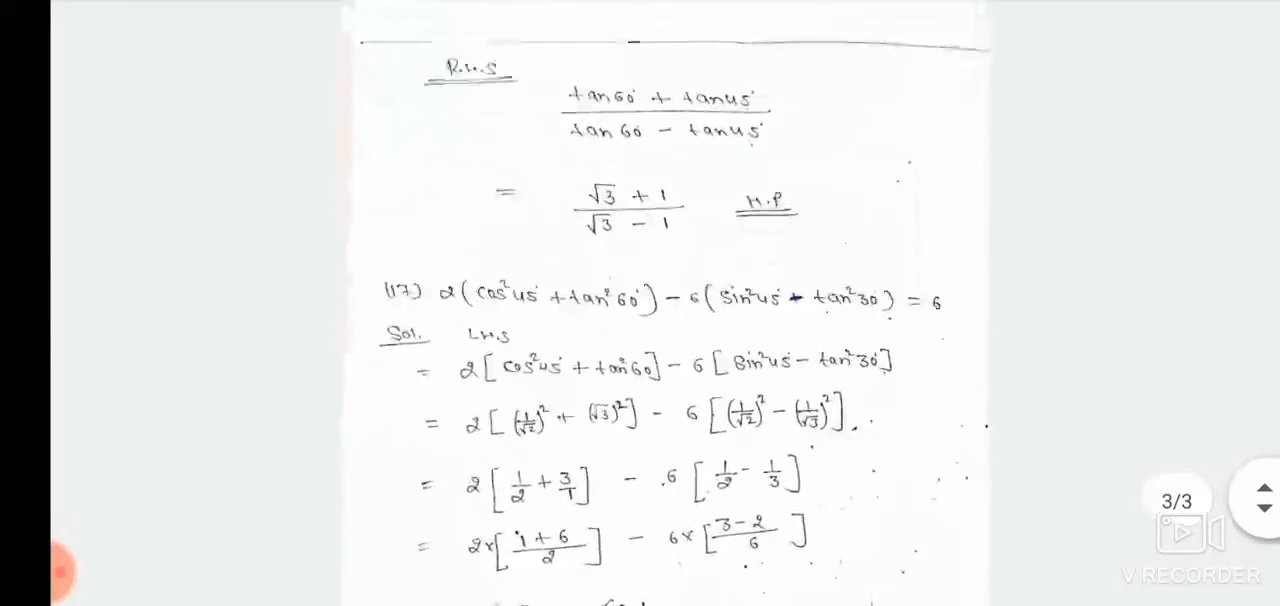 R.H.S
tan60° + tan45°
tan60 - tan45°
= √3 + 1
√3 - 1
H.P
(17) 2(cos²45° + tan²60°) - 6(sin²45° - tan²30°) = 6
Sol. L.H.S
= 2[cos²45° + tan²60] - 6[sin²45 - tan²30°]
= 2[(1/√2)² + (√3)²] - 6[(1/√2)² - (1/√3)²]
= 2[1/2 + 3/1] - 6[1/2 - 1/3]
= 2×[1+6/2] - 6×[3-2/6]
3/3
V RECORDER